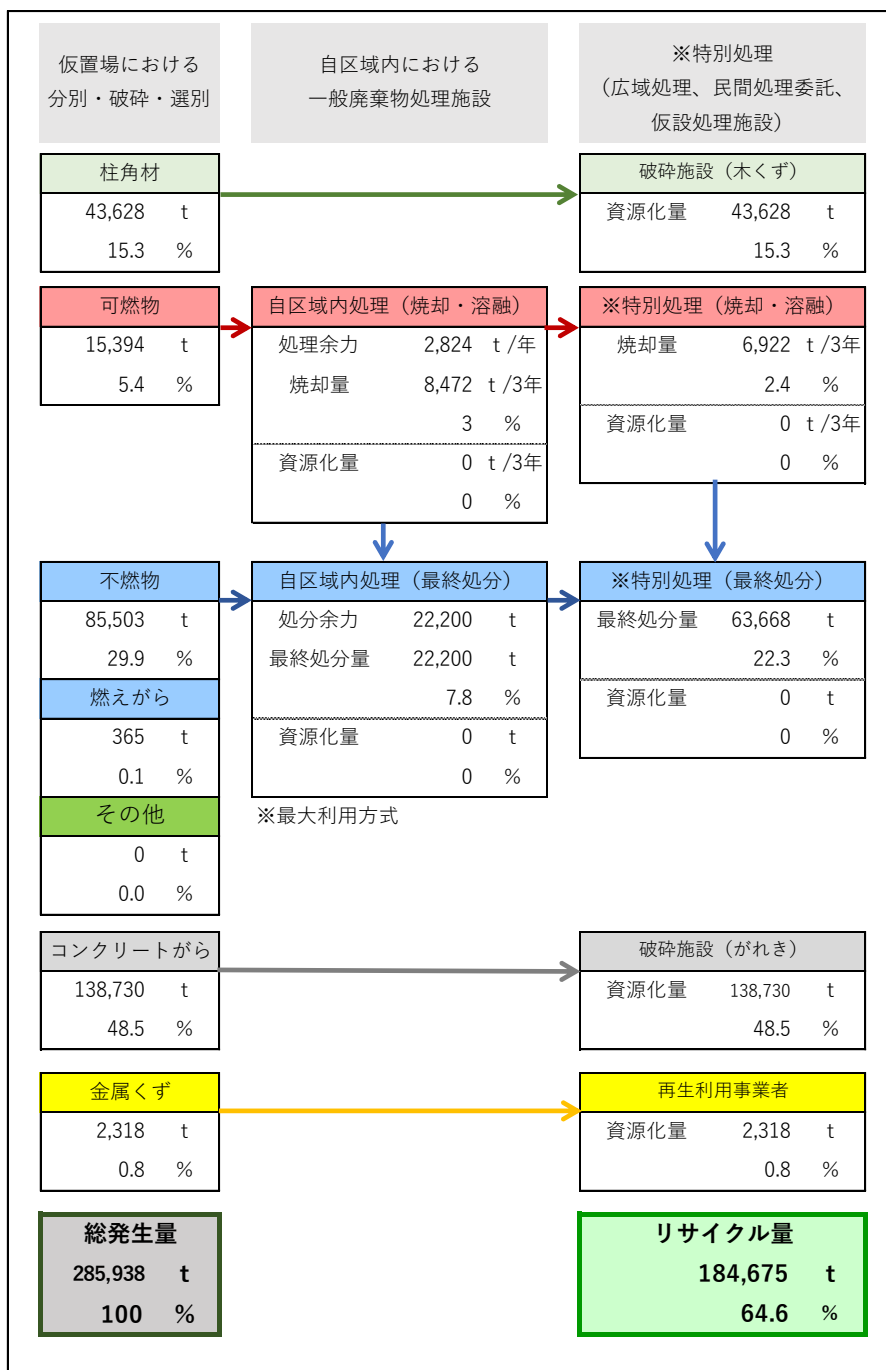 仮置場における
分別・破砕・選別
自区域内における
一般廃棄物処理施設
※特別処理
(広域処理、民間処理委託、
仮設処理施設)
柱角材
43,628 t
15.3 %
破砕施設(木くず)
資源化量 43,628 t
15.3 %
可燃物
15,394 t
5.4 %
自区域内処理(焼却・溶融)
処理余力 2,824 t /年
焼却量 8,472 t /3年
3 %
資源化量 0 t /3年
0 %
※特別処理(焼却・溶融)
焼却量 6,922 t /3年
2.4 %
資源化量 0 t /3年
0 %
不燃物
85,503 t
29.9 %
燃えがら
365 t
0.1 %
その他
0 t
0.0 %
自区域内処理(最終処分)
処分余力 22,200 t
最終処分量 22,200 t
7.8 %
資源化量 0 t
0 %
※最大利用方式
※特別処理(最終処分)
最終処分量 63,668 t
22.3 %
資源化量 0 t
0 %
コンクリートがら
138,730 t
48.5 %
破砕施設(がれき)
資源化量 138,730 t
48.5 %
金属くず
2,318 t
0.8 %
再生利用事業者
資源化量 2,318 t
0.8 %
総発生量
285,938 t
100 %
リサイクル量
184,675 t
64.6 %